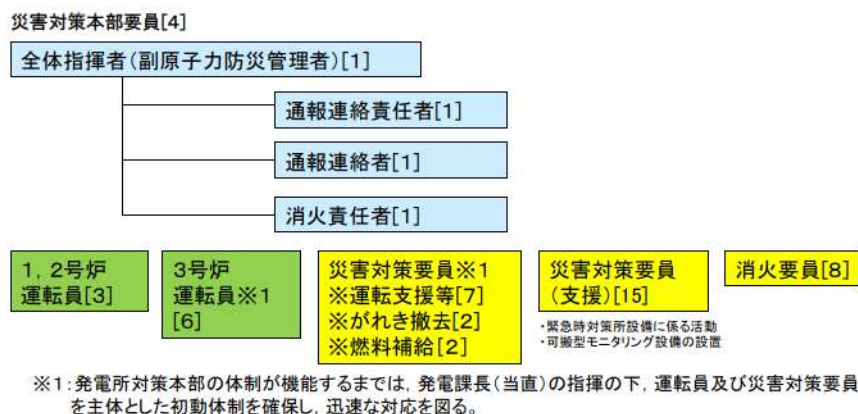 災害対策本部要員[4]
全体指揮者(副原子力防災管理者)[1]
通報連絡責任者[1]
通報連絡者[1]
消火責任者[1]
1,2号炉
運転員[3]
3号炉
運転員※1
[6]
災害対策要員※1
※運転支援等[7]
※がれき撤去[2]
※燃料補給[2]
災害対策要員
(支援)[15]
・緊急時対策所設備に係る活動
・可搬型モニタリング設備の設置
消火要員[8]
※1:発電所対策本部の体制が機能するまでは,発電課長(当直)の指揮の下,運転員及び災害対策要員
を主体とした初動体制を確保し,迅速な対応を図る。